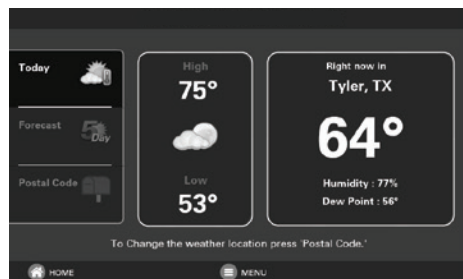 Today
Forecast
5 Day
Postal Code
High
75°
Low
53°
Right now in
Tyler, TX
64°
Humidity : 77%
Dew Point : 56°
To Change the weather location press 'Postal Code.'
HOME
MENU